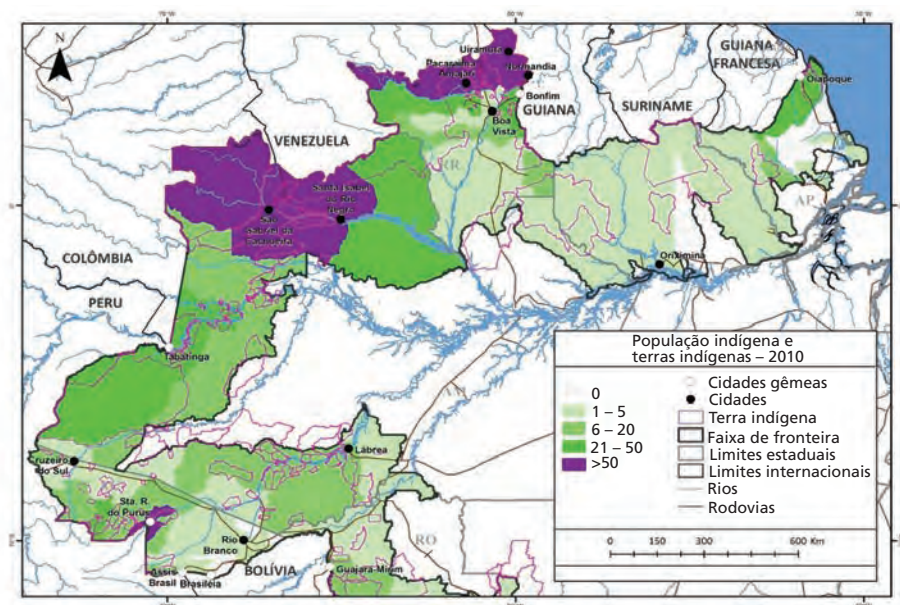 N
Uiramutã
Pacaraima
Amajari
Normandia
Bonfim
Boa
Vista
GUIANA
GUIANA
FRANCESA
SURINAME
Oiapoque
VENEZUELA
RR
AP
Santa Isabel
do Rio
Negro
São
Gabriel da
Cachoeira
COLÔMBIA
PERU
Oriximiná
Tabatinga
AM
Cruzeiro
do Sul
Lábrea
Sta. R.
do Purus
Rio
Branco
RO
Assis
Brasil
Brasiléia
BOLÍVIA
Guajará-Mirim
População indígena e
terras indígenas – 2010
0
1 – 5
6 – 20
21 – 50
>50
Cidades gêmeas
Cidades
Terra indígena
Faixa de fronteira
Limites estaduais
Limites internacionais
Rios
Rodovias
0 150 300 600 Km